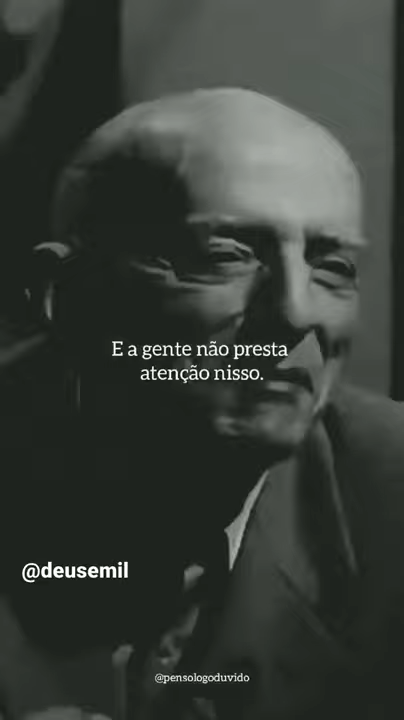 E a gente não presta
atenção nisso.
@deusemil
@pensologoduvido